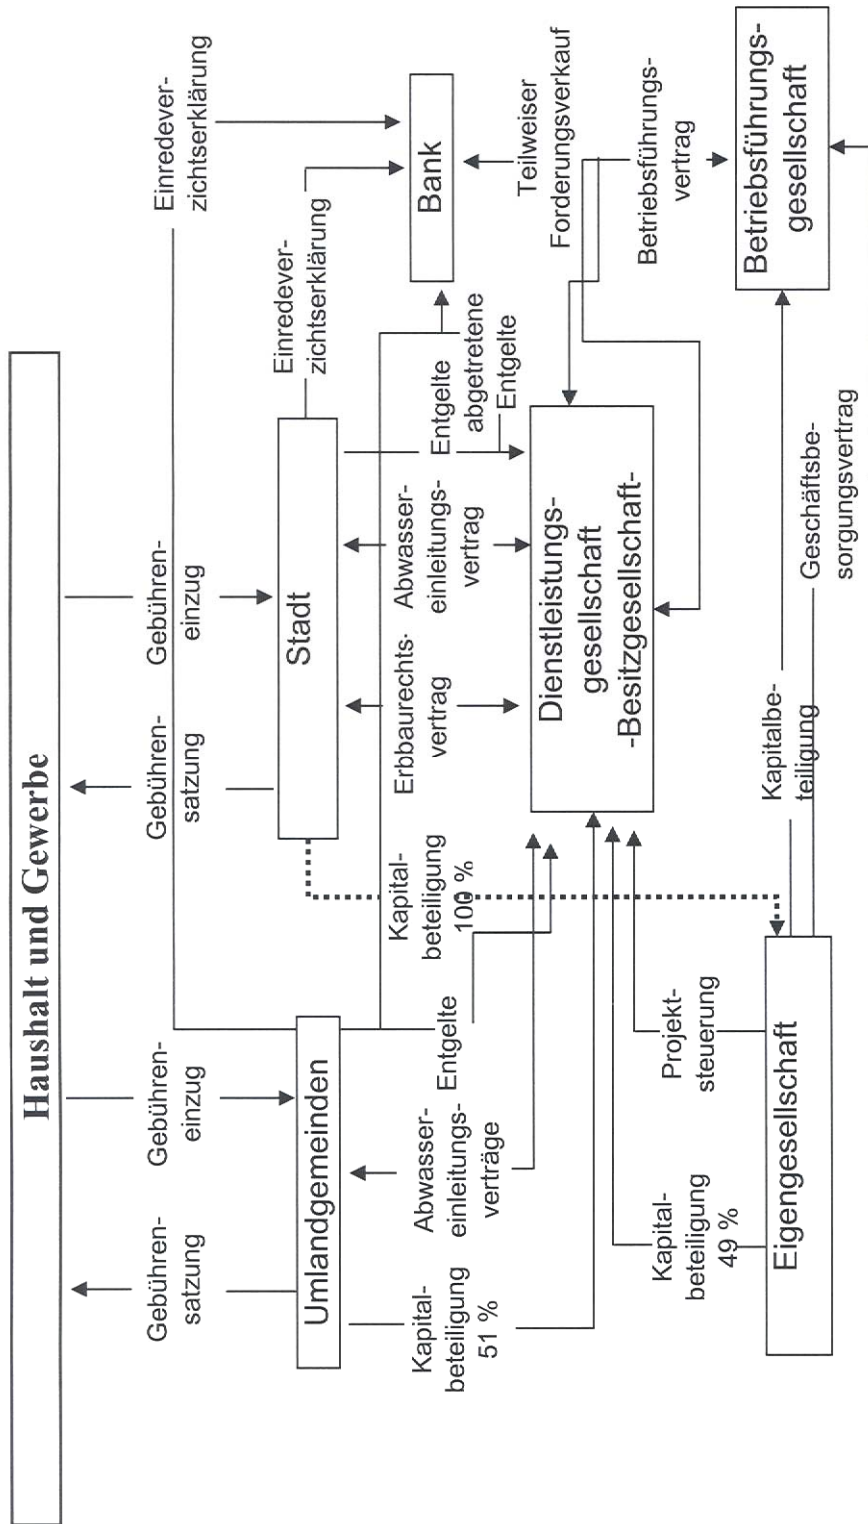 Haushalt und Gewerbe
Gebühren-
satzung
Gebühren-
einzug
Gebühren-
satzung
Gebühren-
einzug
Einredever-
zichtserklärung
Umlandgemeinden
Stadt
Einredever-
zichtserklärung
Kapital-
beteiligung
51 %
Abwasser-
einleitungs-
verträge
Entgelte
Kapital-
beteiligung
100 %
Erbbaurechts-
vertrag
Abwasser-
einleitungs-
vertrag
Entgelte
abgetretene
Entgelte
Bank
Teilweiser
Forderungsverkauf
Dienstleistungs-
gesellschaft
-Besitzgesellschaft-
Betriebsführungs-
vertrag
Kapital-
beteiligung
49 %
Projekt-
steuerung
Eigengesellschaft
Kapitalbe-
teiligung
Geschäftsbe-
sorgungsvertrag
Betriebsführungs-
gesellschaft